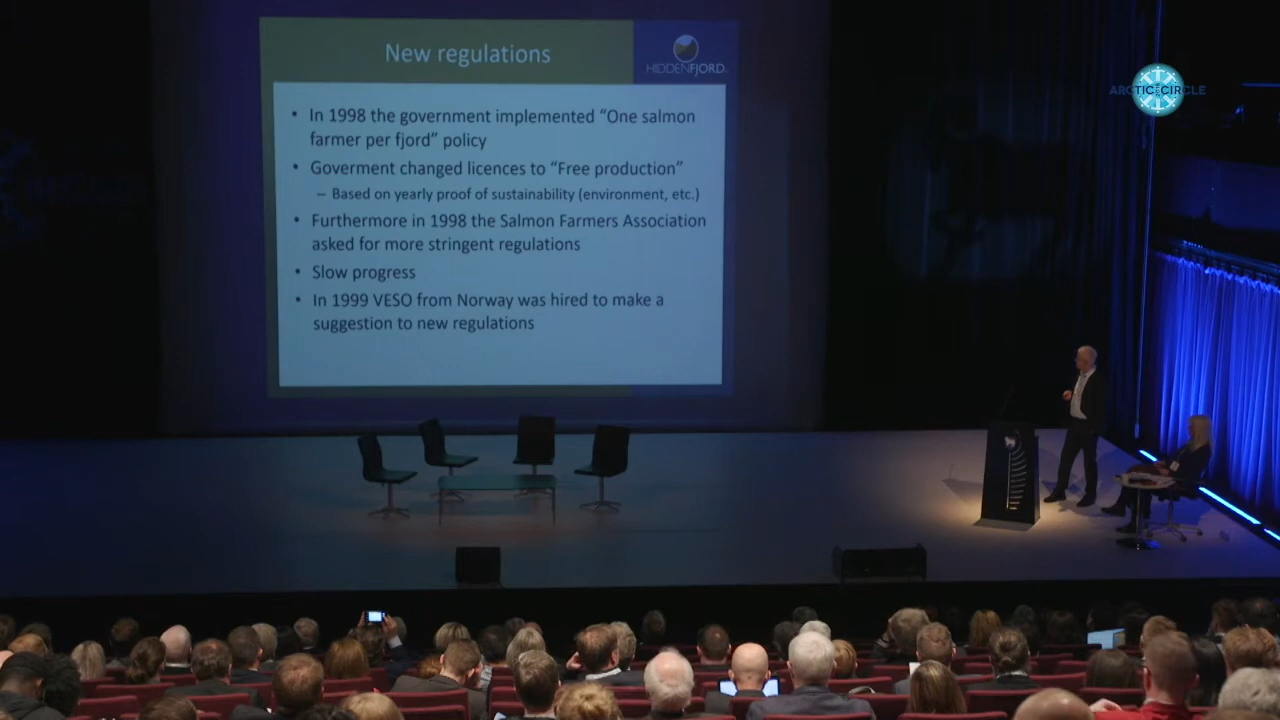 New regulations
HIDDENFJORD
ARCTIC CIRCLE
• In 1998 the government implemented “One salmon
farmer per fjord” policy
• Goverment changed licences to “Free production”
– Based on yearly proof of sustainability (environment, etc.)
• Furthermore in 1998 the Salmon Farmers Association
asked for more stringent regulations
• Slow progress
• In 1999 VESO from Norway was hired to make a
suggestion to new regulations